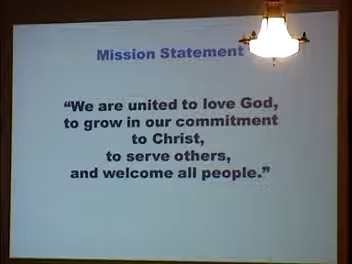 Mission Statement
“We are united to love God,
to grow in our commitment
to Christ,
to serve others,
and welcome all people.”